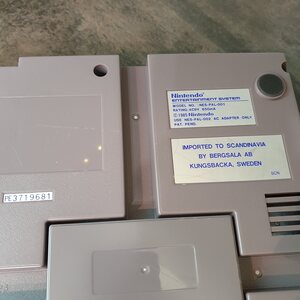 Nintendo
ENTERTAINMENT SYSTEM
MODEL NO. : NES-PAL-001
RATING: AC9V 850mA
©1985 Nintendo
USE NES-PAL-002 AC ADAPTER ONLY
PAT. PEND.
IMPORTED TO SCANDINAVIA
BY BERGSALA AB
KUNGSBACKA, SWEDEN
SCN
PE3719681